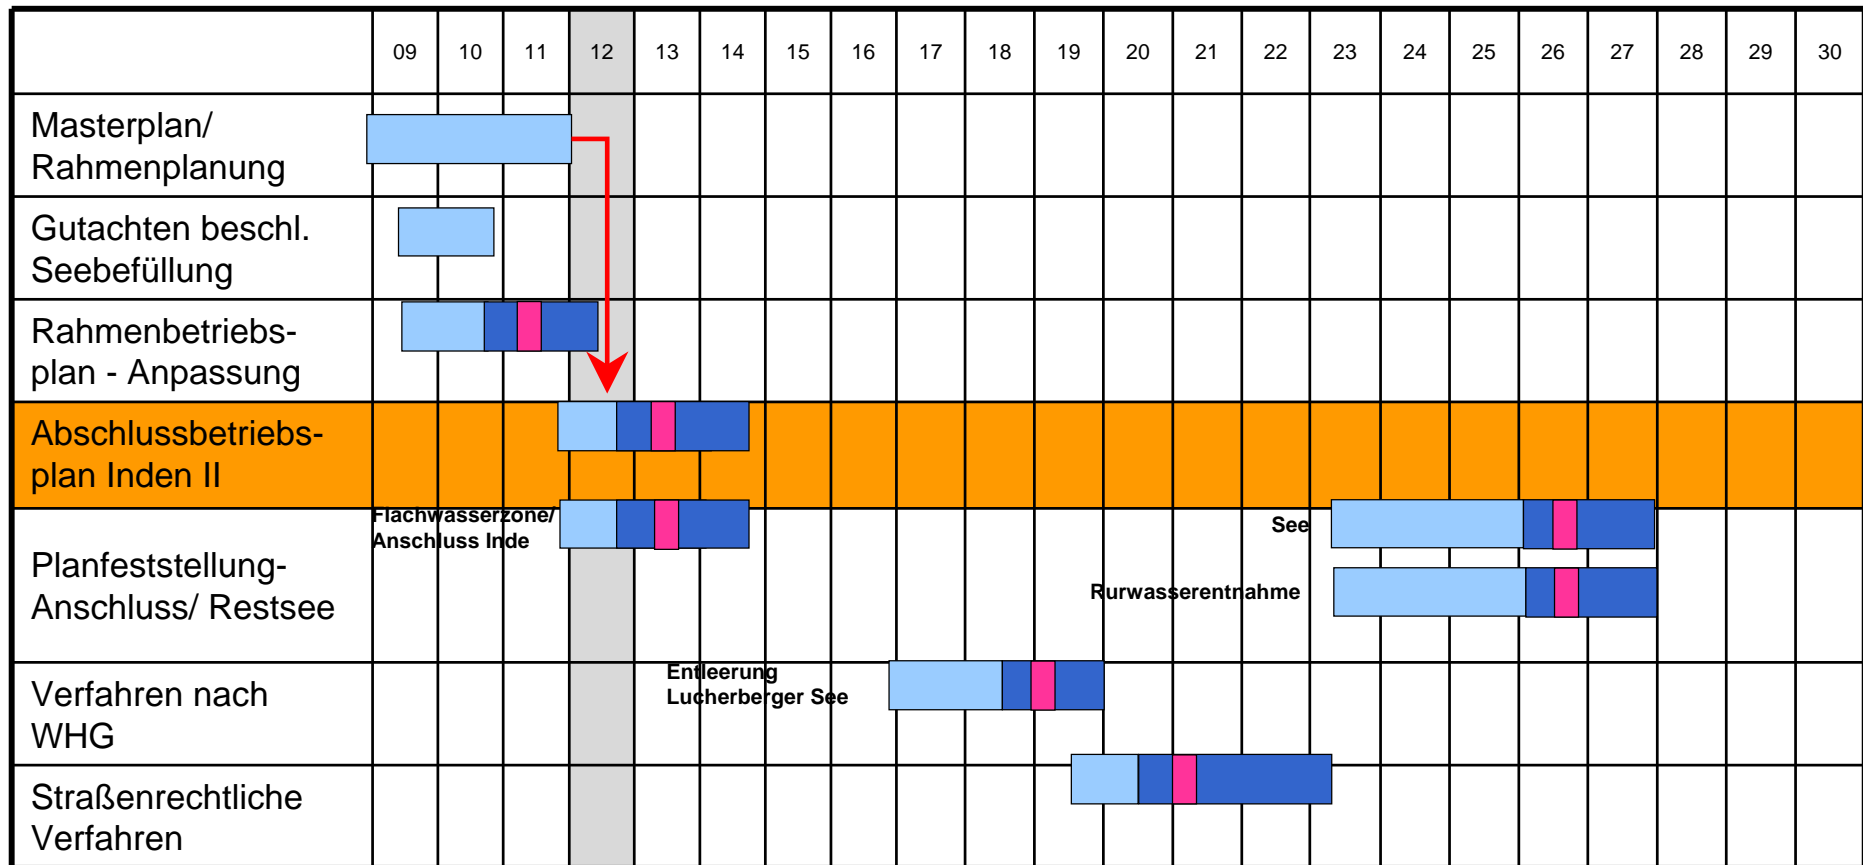 09 10 11 12 13 14 15 16 17 18 19 20 21 22 23 24 25 26 27 28 29 30
Masterplan/
Rahmenplanung
Gutachten beschl.
Seebefüllung
Rahmenbetriebs-
plan - Anpassung
Abschlussbetriebs-
plan Inden II
Planfeststellung-
Anschluss/ Restsee
Flachwasserzone/
Anschluss Inde
See
Rurwasserentnahme
Verfahren nach
WHG
Entleerung
Lucherberger See
Straßenrechtliche
Verfahren